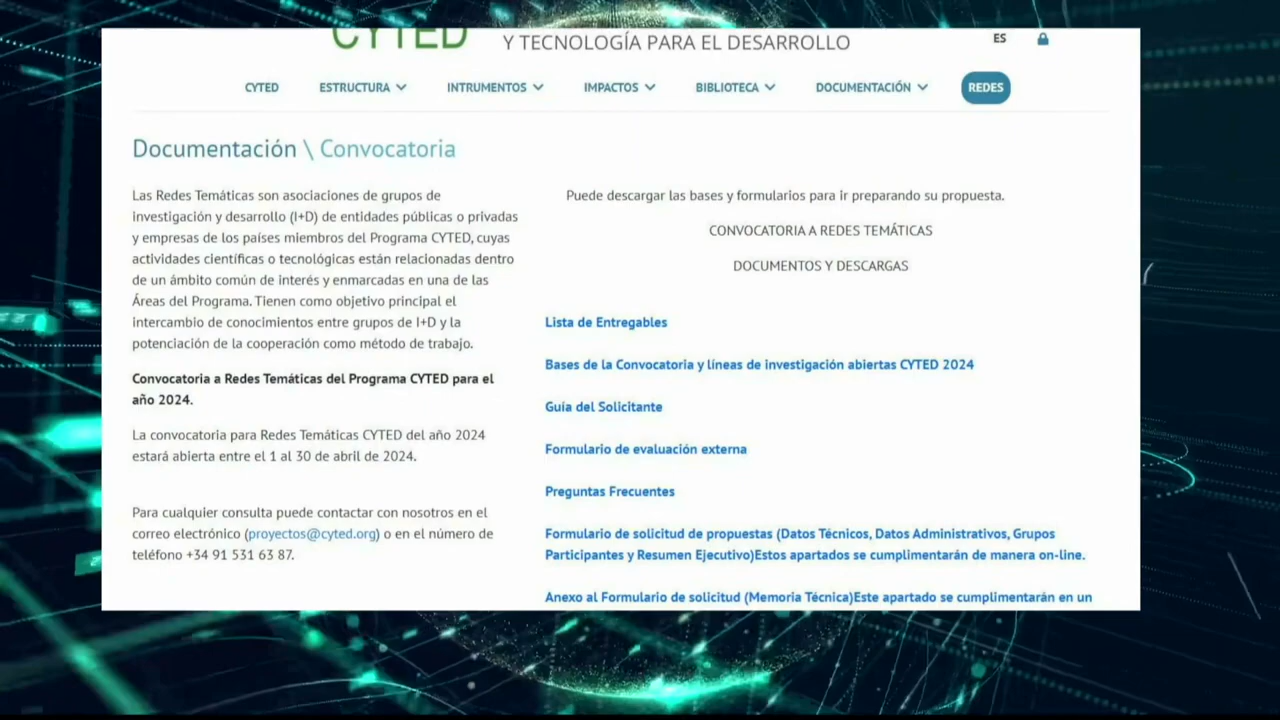 CYTED
Y TECNOLOGÍA PARA EL DESARROLLO
ES
CYTED
ESTRUCTURA
INTRUMENTOS
IMPACTOS
BIBLIOTECA
DOCUMENTACIÓN
REDES
Documentación \ Convocatoria
Las Redes Temáticas son asociaciones de grupos de
investigación y desarrollo (I+D) de entidades públicas o privadas
y empresas de los países miembros del Programa CYTED, cuyas
actividades científicas o tecnológicas están relacionadas dentro
de un ámbito común de interés y enmarcadas en una de las
Áreas del Programa. Tienen como objetivo principal el
intercambio de conocimientos entre grupos de I+D y la
potenciación de la cooperación como método de trabajo.
Convocatoria a Redes Temáticas del Programa CYTED para el
año 2024.
La convocatoria para Redes Temáticas CYTED del año 2024
estará abierta entre el 1 al 30 de abril de 2024.
Para cualquier consulta puede contactar con nosotros en el
correo electrónico (proyectos@cyted.org) o en el número de
teléfono +34 91 531 63 87.
Puede descargar las bases y formularios para ir preparando su propuesta.
CONVOCATORIA A REDES TEMÁTICAS
DOCUMENTOS Y DESCARGAS
Lista de Entregables
Bases de la Convocatoria y líneas de investigación abiertas CYTED 2024
Guía del Solicitante
Formulario de evaluación externa
Preguntas Frecuentes
Formulario de solicitud de propuestas (Datos Técnicos, Datos Administrativos, Grupos
Participantes y Resumen Ejecutivo)Estos apartados se cumplimentarán de manera on-line.
Anexo al Formulario de solicitud (Memoria Técnica)Este apartado se cumplimentarán en un